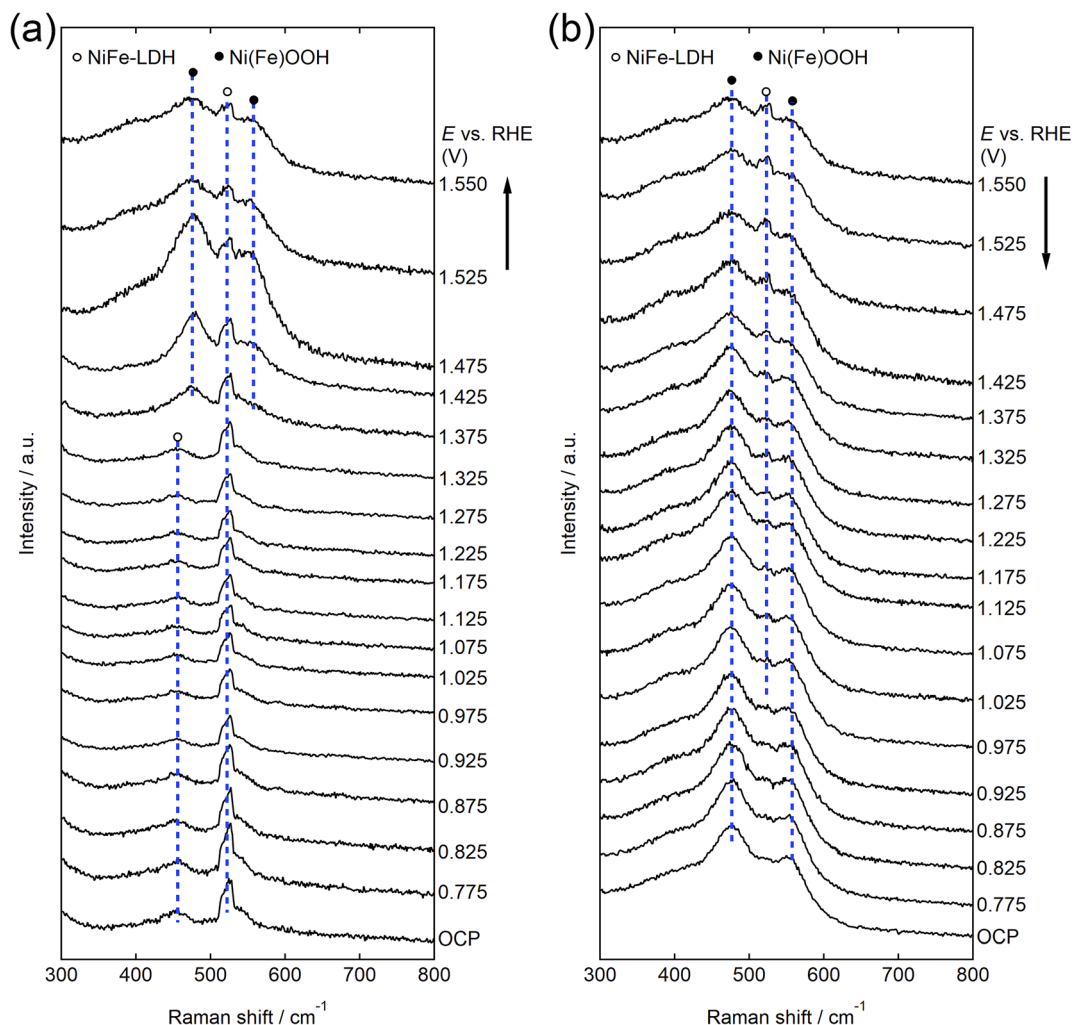 (a)
NiFe-LDH
Ni(Fe)OOH
E vs. RHE
(V)
1.550
1.525
1.475
1.425
1.375
1.325
1.275
1.225
1.175
1.125
1.075
1.025
0.975
0.925
0.875
0.825
0.775
OCP
Intensity / a.u.
300 400 500 600 700 800
Raman shift / cm⁻¹
(b)
NiFe-LDH
Ni(Fe)OOH
E vs. RHE
(V)
1.550
1.525
1.475
1.425
1.375
1.325
1.275
1.225
1.175
1.125
1.075
1.025
0.975
0.925
0.875
0.825
0.775
OCP
Intensity / a.u.
300 400 500 600 700 800
Raman shift / cm⁻¹